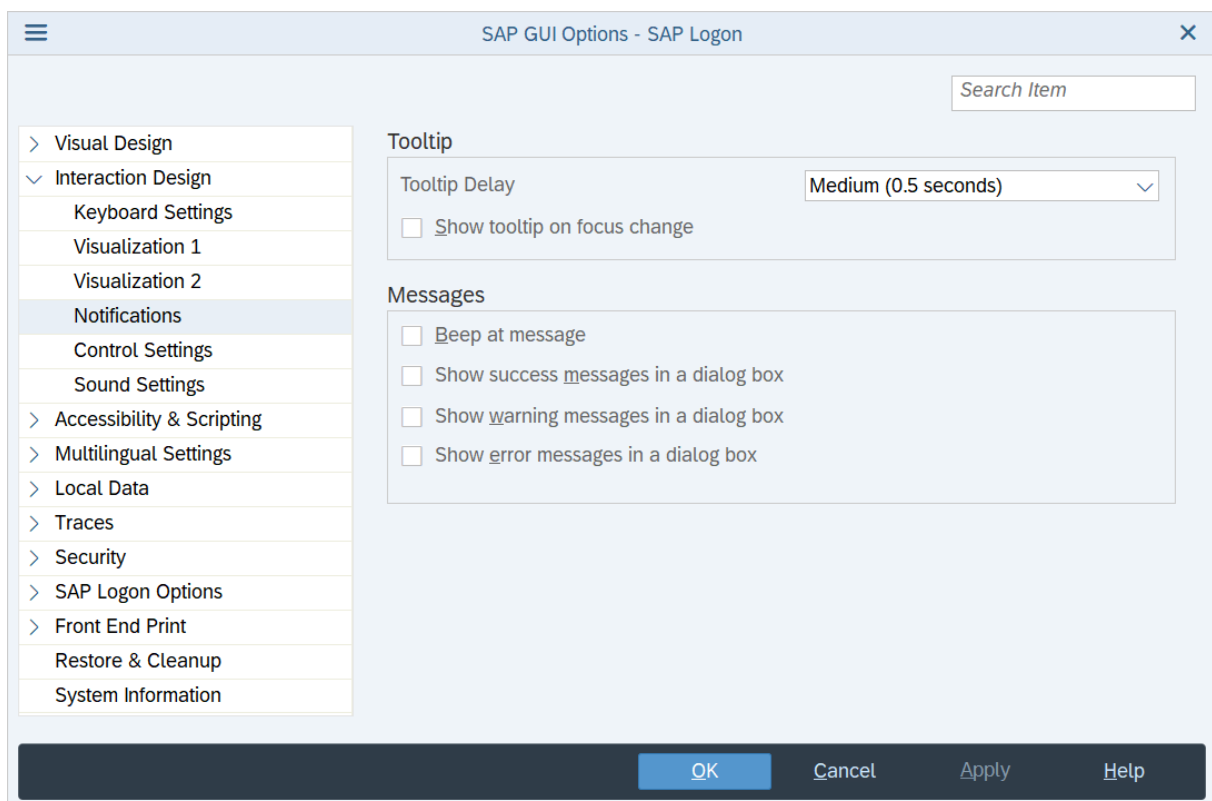 SAP GUI Options - SAP Logon
Search Item
Visual Design
Interaction Design
Keyboard Settings
Visualization 1
Visualization 2
Notifications
Control Settings
Sound Settings
Accessibility & Scripting
Multilingual Settings
Local Data
Traces
Security
SAP Logon Options
Front End Print
Restore & Cleanup
System Information
Tooltip
Tooltip Delay
Medium (0.5 seconds)
Show tooltip on focus change
Messages
Beep at message
Show success messages in a dialog box
Show warning messages in a dialog box
Show error messages in a dialog box
OK
Cancel
Apply
Help